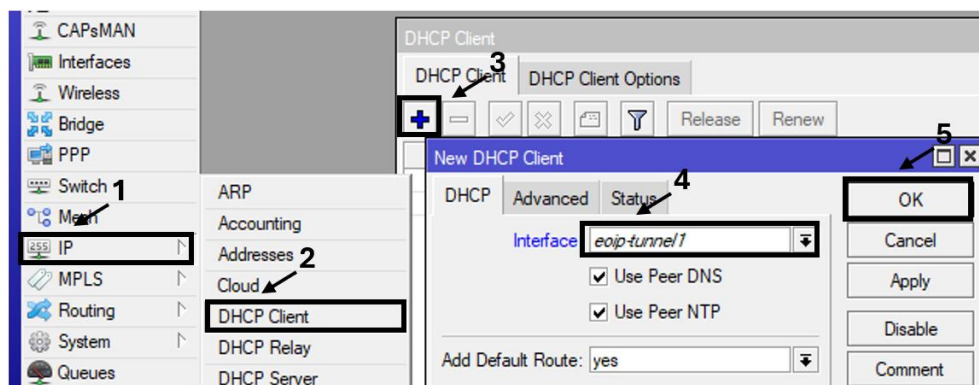 CAPsMAN
Interfaces
Wireless
Bridge
PPP
Switch
1
Mesh
255 IP
MPLS
Routing
System
Queues
ARP
Accounting
Addresses
2
Cloud
DHCP Client
DHCP Relay
DHCP Server
DHCP Client
3
DHCP Client DHCP Client Options
Release Renew
5
New DHCP Client
4
DHCP Advanced Status
Interface eoip-tunnel1
Use Peer DNS
Use Peer NTP
Add Default Route: yes
OK
Cancel
Apply
Disable
Comment